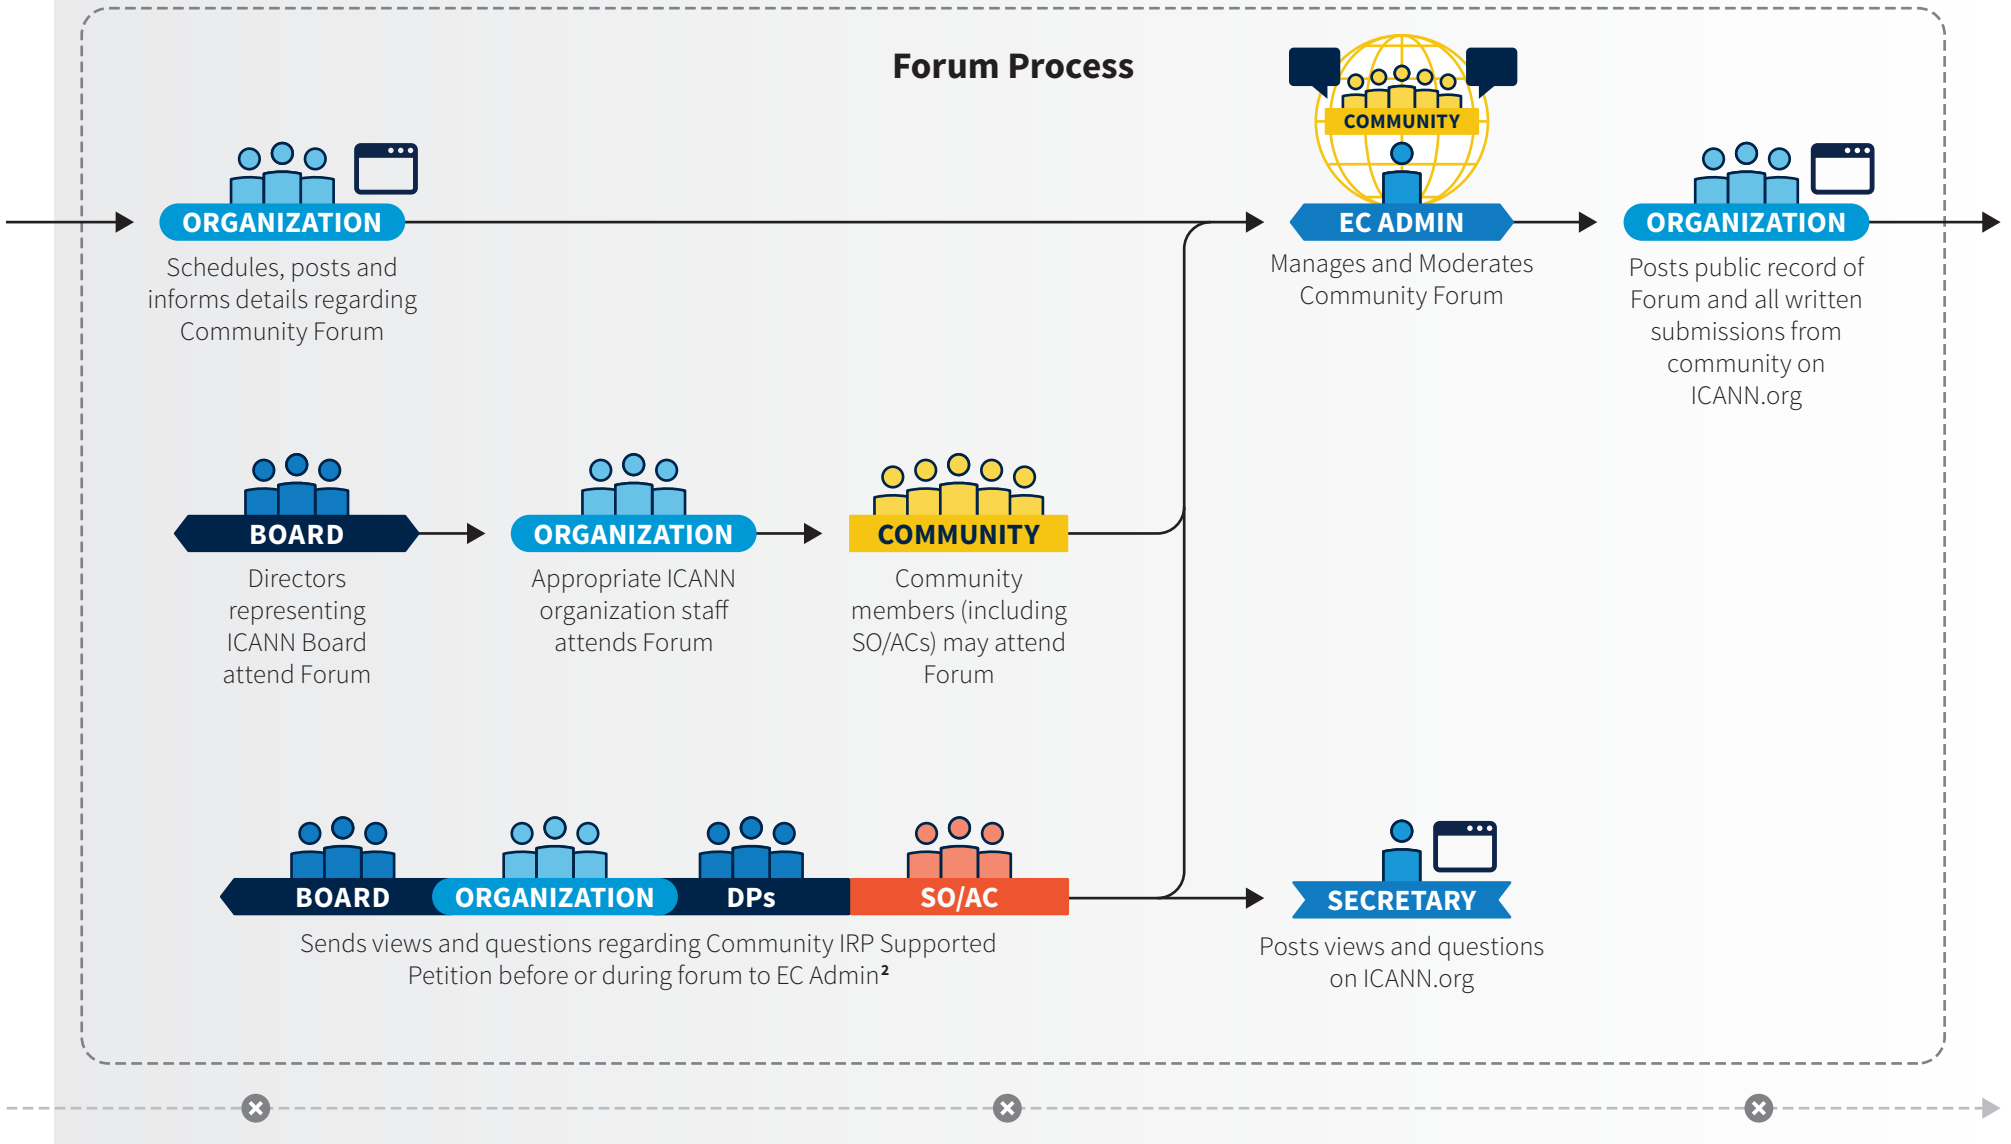 Forum Process
COMMUNITY
ORGANIZATION
Schedules, posts and
informs details regarding
Community Forum
EC ADMIN
Manages and Moderates
Community Forum
ORGANIZATION
Posts public record of
Forum and all written
submissions from
community on
ICANN.org
BOARD
Directors
representing
ICANN Board
attend Forum
ORGANIZATION
Appropriate ICANN
organization staff
attends Forum
COMMUNITY
Community
members (including
SO/ACs) may attend
Forum
BOARD
ORGANIZATION
DPs
SO/AC
Sends views and questions regarding Community IRP Supported
Petition before or during forum to EC Admin²
SECRETARY
Posts views and questions
on ICANN.org